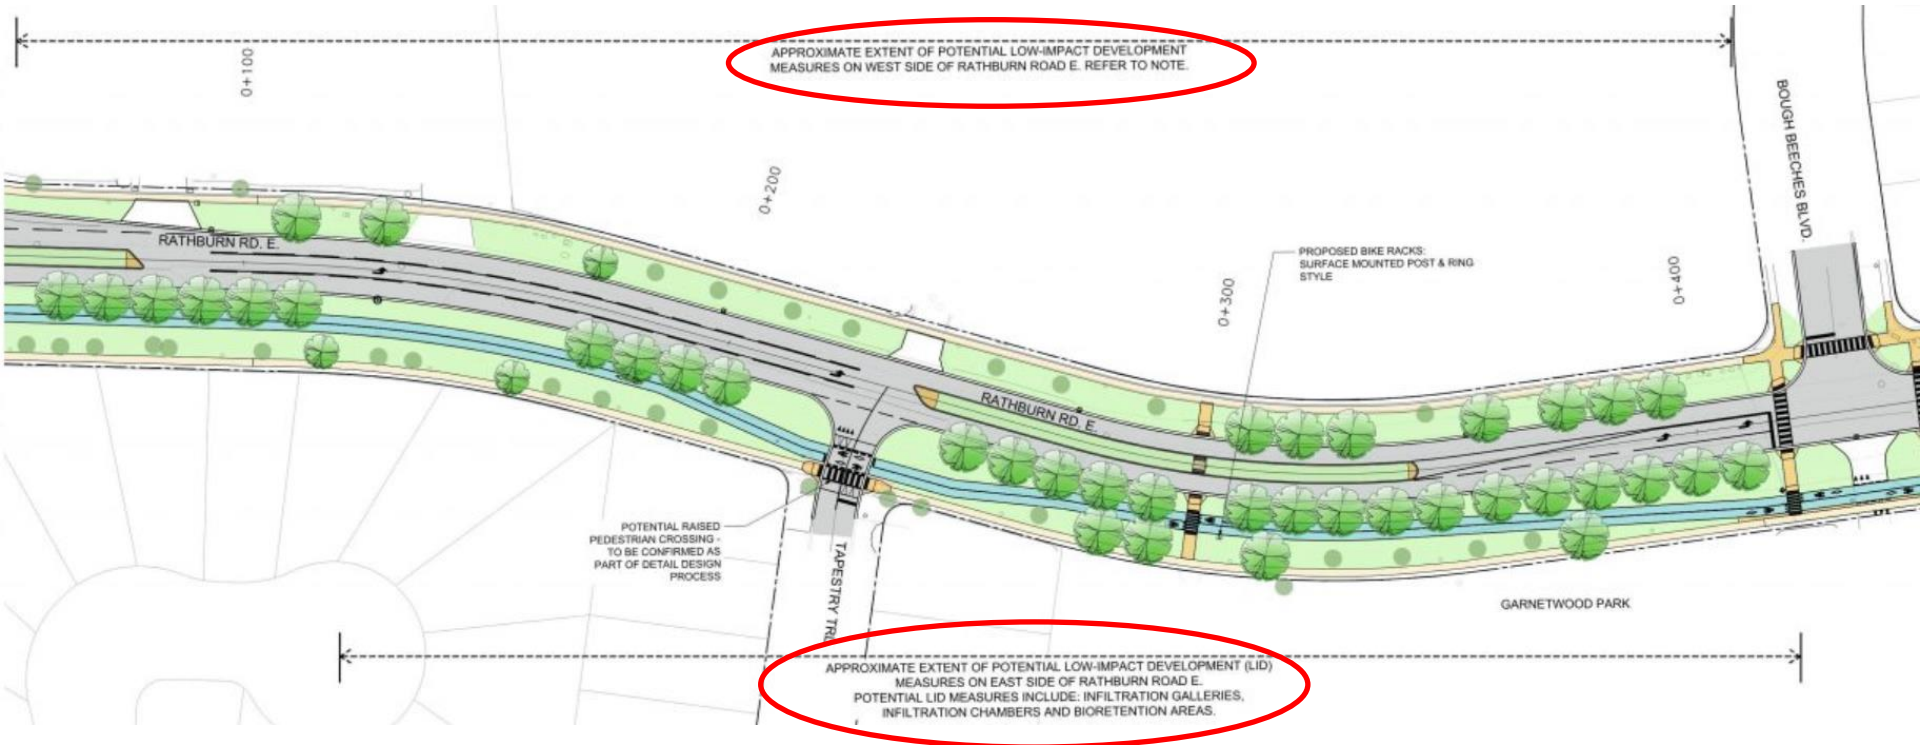 APPROXIMATE EXTENT OF POTENTIAL LOW-IMPACT DEVELOPMENT
MEASURES ON WEST SIDE OF RATHBURN ROAD E. REFER TO NOTE.
0+100
0+200
0+300
0+400
BOUGH BEECHES BLVD.
RATHBURN RD. E.
PROPOSED BIKE RACKS:
SURFACE MOUNTED POST & RING
STYLE
RATHBURN RD. E.
POTENTIAL RAISED
PEDESTRIAN CROSSING -
TO BE CONFIRMED AS
PART OF DETAIL DESIGN
PROCESS
TAPESTRY TRL
GARNETWOOD PARK
APPROXIMATE EXTENT OF POTENTIAL LOW-IMPACT DEVELOPMENT (LID)
MEASURES ON EAST SIDE OF RATHBURN ROAD E.
POTENTIAL LID MEASURES INCLUDE: INFILTRATION GALLERIES,
INFILTRATION CHAMBERS AND BIORETENTION AREAS.